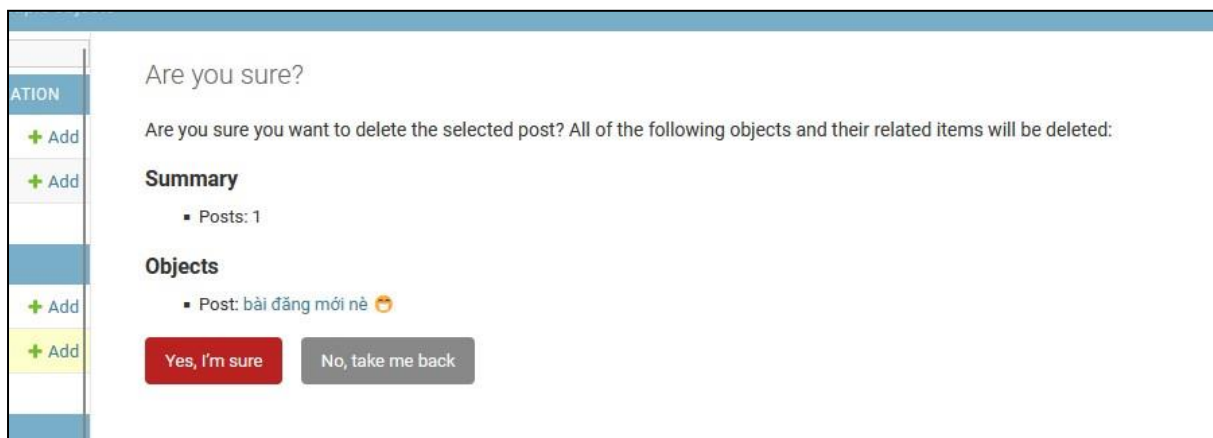 ATION
+ Add
+ Add
+ Add
+ Add
Are you sure?
Are you sure you want to delete the selected post? All of the following objects and their related items will be deleted:
Summary
▪ Posts: 1
Objects
▪ Post: bài đăng mới nè 😁
Yes, I’m sure
No, take me back